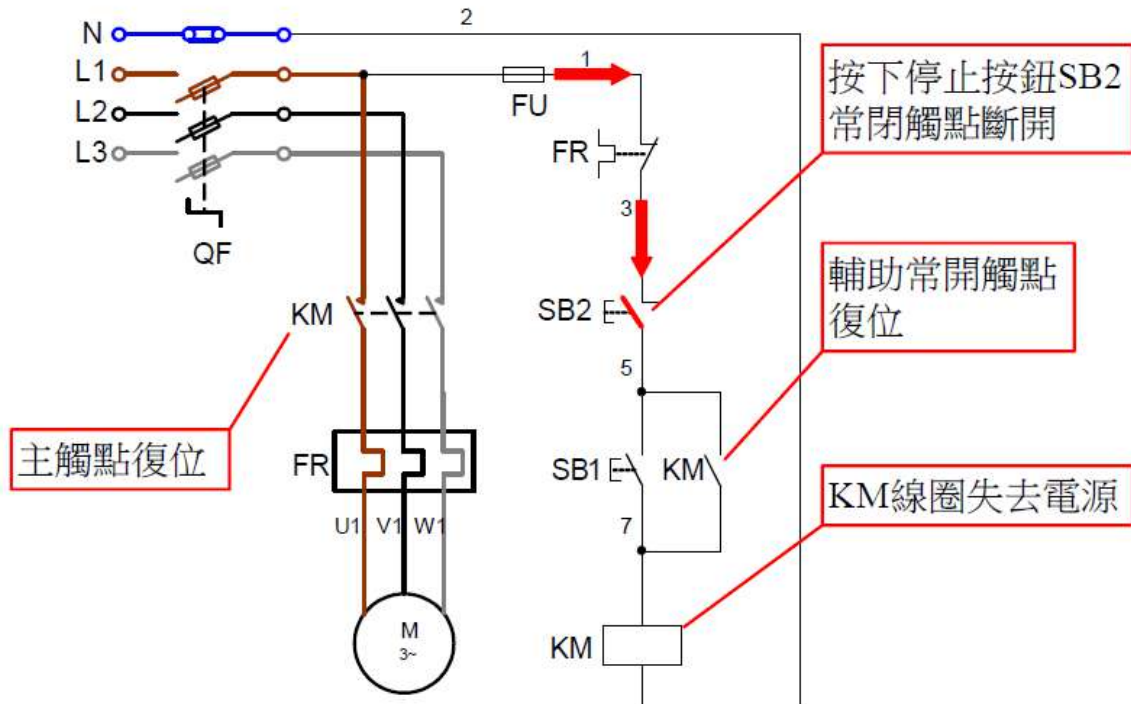 2
N
L1
1
L2
FU
L3
FR
QF
3
按下停止按鈕SB2
常閉觸點斷開
KM
SB2
輔助常開觸點
復位
5
主觸點復位
FR
SB1
KM
U1 V1 W1
7
KM線圈失去電源
M
3~
KM